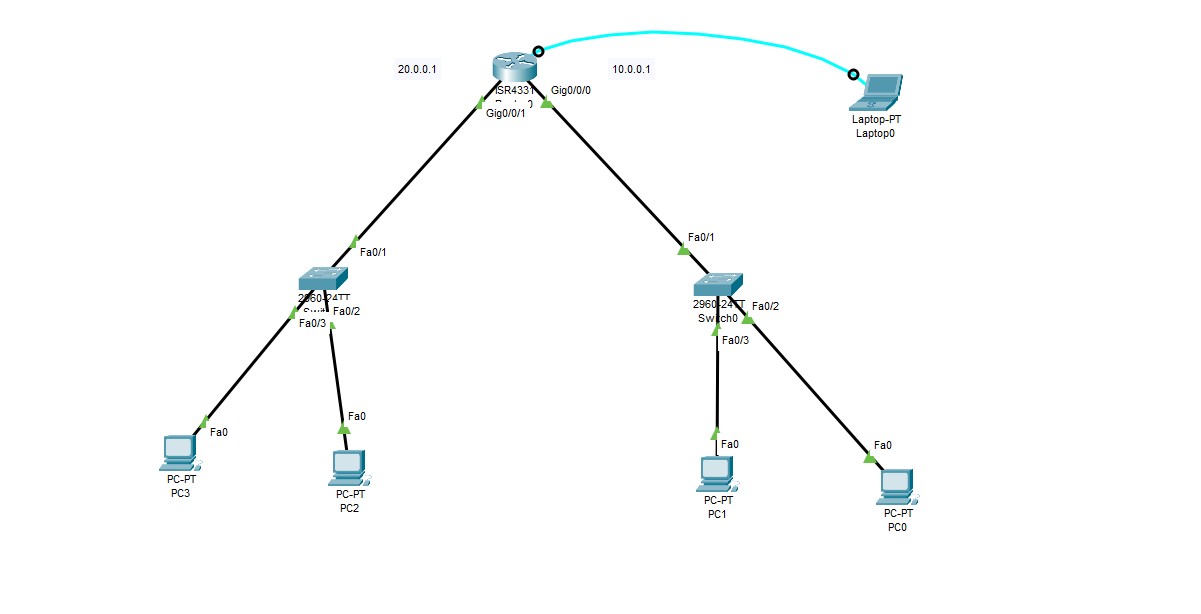 20.0.0.1
10.0.0.1
ISR4331
Gig0/0/0
Gig0/0/1
Laptop-PT
Laptop0
Fa0/1
Fa0/1
2960-24TT
Fa0/2
Fa0/3
2960-24TT
Switch0
Fa0/2
Fa0/3
Fa0
Fa0
Fa0
Fa0
PC-PT
PC3
PC-PT
PC2
PC-PT
PC1
PC-PT
PC0